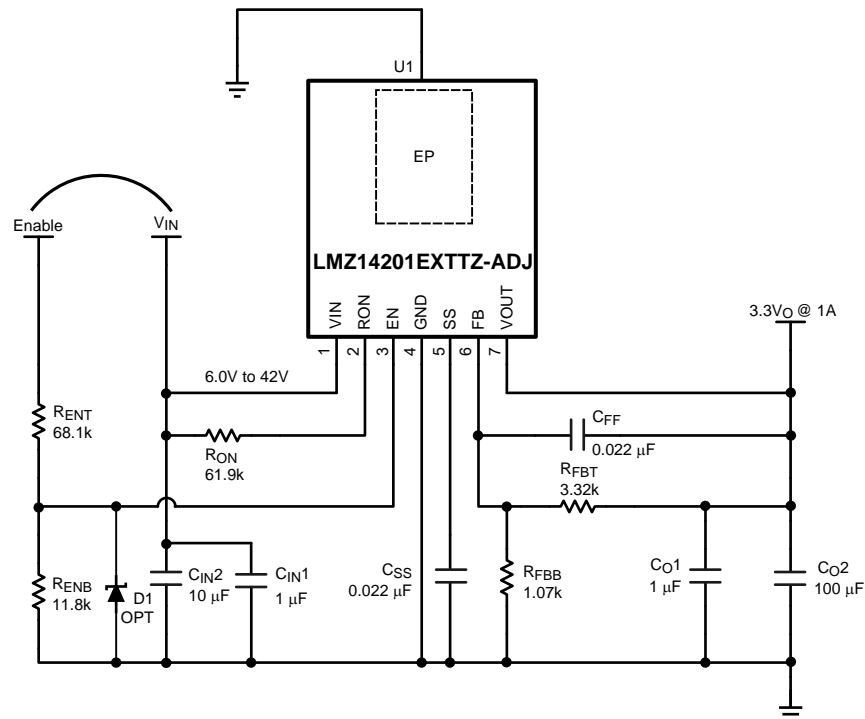 U1
EP
Enable
VIN
LMZ14201EXTTZ-ADJ
VIN
RON
EN
GND
SS
FB
VOUT
1
2
3
4
5
6
7
3.3VO @ 1A
6.0V to 42V
RENT
68.1k
RON
61.9k
CFF
0.022 μF
RFBT
3.32k
RENB
11.8k
D1
OPT
CIN2
10 μF
CIN1
1 μF
CSS
0.022 μF
RFBB
1.07k
CO1
1 μF
CO2
100 μF